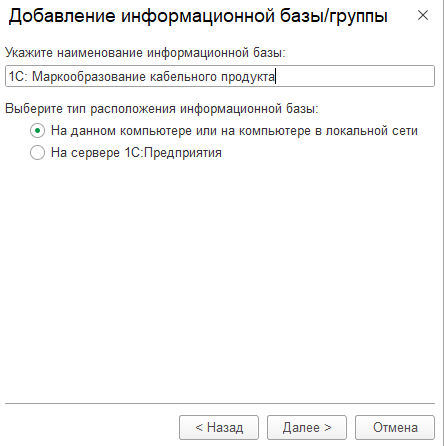 Добавление информационной базы/группы
Укажите наименование информационной базы:
1С: Маркообразование кабельного продукта
Выберите тип расположения информационной базы:
На данном компьютере или на компьютере в локальной сети
На сервере 1С:Предприятия
< Назад Далее > Отмена